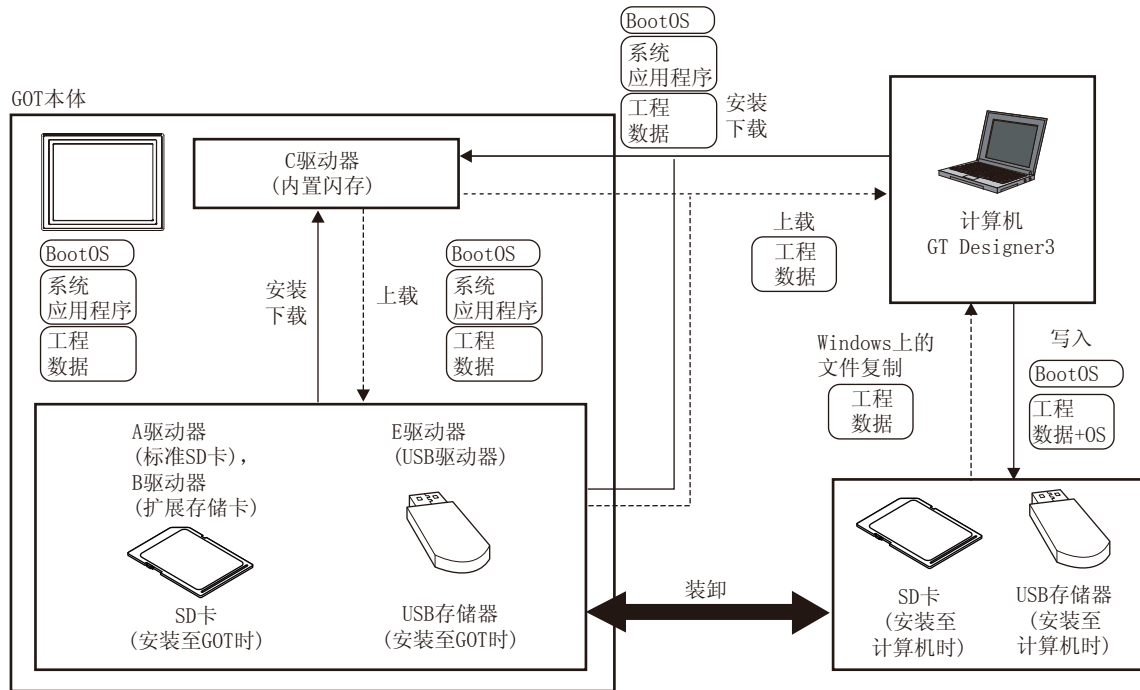 BootOS
系统
应用程序
工程
数据
安装
下载
GOT本体
C驱动器
(内置闪存)
计算机
GT Designer3
上载
工程
数据
BootOS
系统
应用程序
工程
数据
安装
下载
上载
BootOS
系统
应用程序
工程
数据
Windows上的
文件复制
工程
数据
写入
BootOS
工程
数据+OS
A驱动器
(标准SD卡),
B驱动器
(扩展存储卡)
E驱动器
(USB驱动器)
SD卡
(安装至GOT时)
USB存储器
(安装至GOT时)
装卸
SD卡
(安装至
计算机时)
USB存储器
(安装至
计算机时)